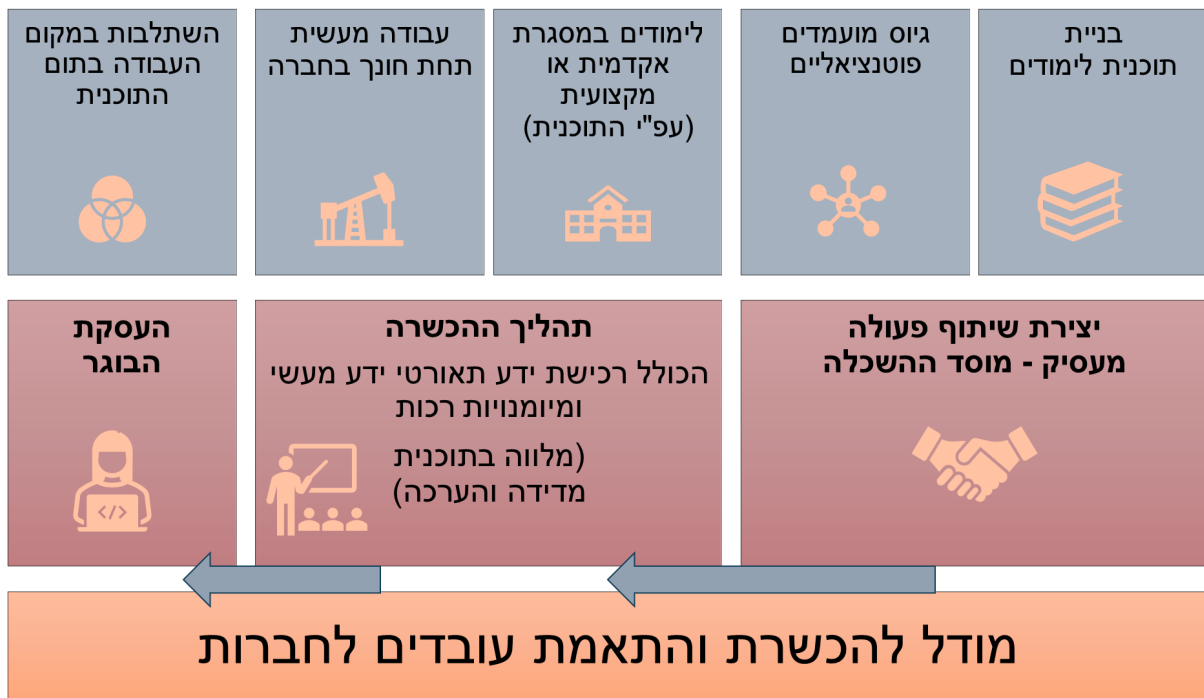 בניית
תוכנית לימודים
גיוס מועמדים
פוטנציאליים
לימודים במסגרת
אקדמית או
מקצועית
(עפ"י התוכנית)
עבודה מעשית
תחת חונך בחברה
השתלבות במקום
העבודה בתום
התוכנית
יצירת שיתוף פעולה
מעסיק - מוסד ההשכלה
תהליך ההכשרה
הכולל רכישת ידע תאורטי ידע מעשי
ומיומנויות רכות
(מלווה בתוכנית
מדידה והערכה)
העסקת
הבוגר
</>
מודל להכשרת והתאמת עובדים לחברות